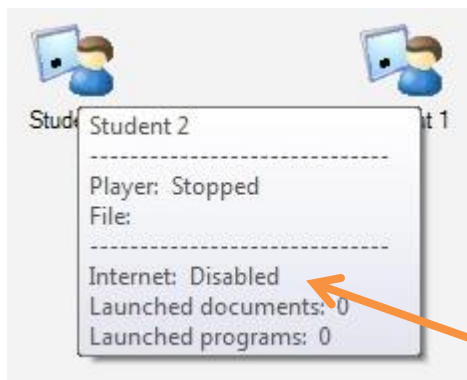 Stude
t 1
Student 2
-----------------------------
Player: Stopped
File:
-----------------------------
Internet: Disabled
Launched documents: 0
Launched programs: 0